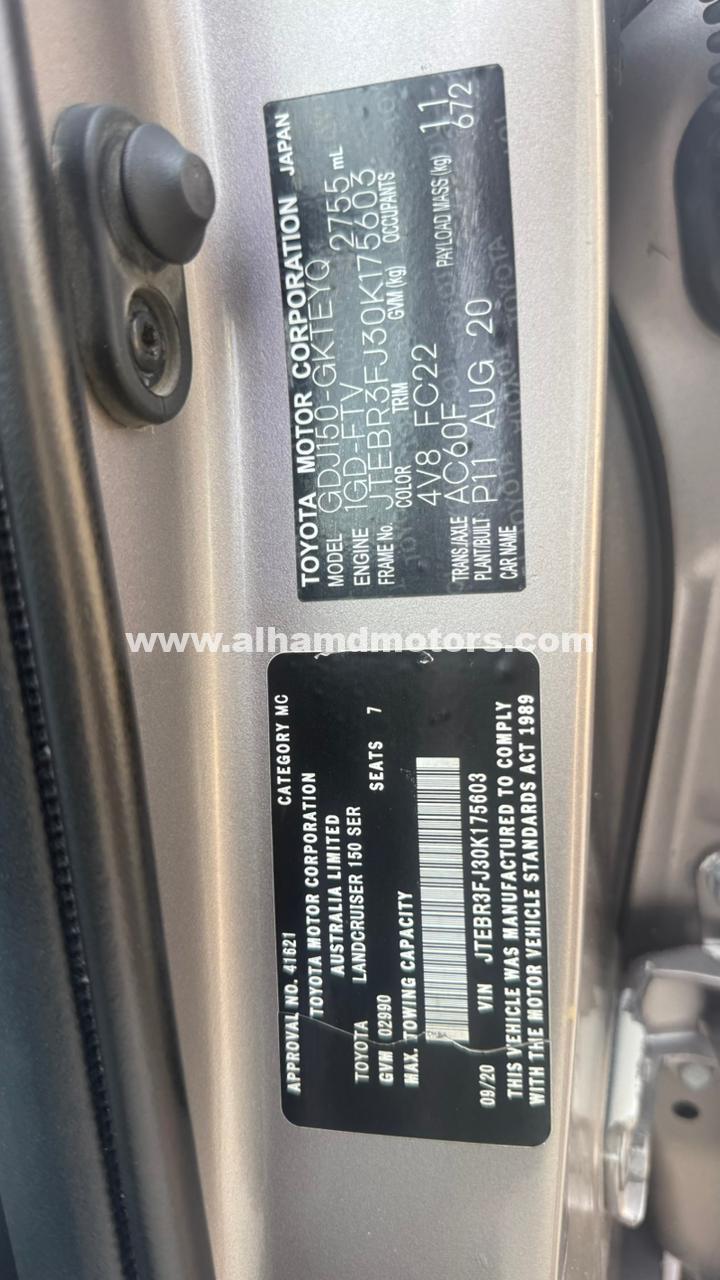 TOYOTA MOTOR CORPORATION JAPAN
MODEL GDJ150-GKTEYQ
ENGINE 1GD-FTV 2755 mL
FRAME No. JTEBR3FJ30K175603
COLOR TRIM GVM (kg) OCCUPANTS
4V8 FC22
TRANS/AXLE AC60F PAYLOAD MASS (kg) 11
PLANT/BUILT P11 AUG 20 672
CAR NAME
www.alhamdmotors.com
APPROVAL NO. 41621 CATEGORY MC
TOYOTA MOTOR CORPORATION
AUSTRALIA LIMITED
TOYOTA LANDCRUISER 150 SER
GVM 02990 SEATS 7
MAX. TOWING CAPACITY
09/20 VIN JTEBR3FJ30K175603
THIS VEHICLE WAS MANUFACTURED TO COMPLY
WITH THE MOTOR VEHICLE STANDARDS ACT 1989